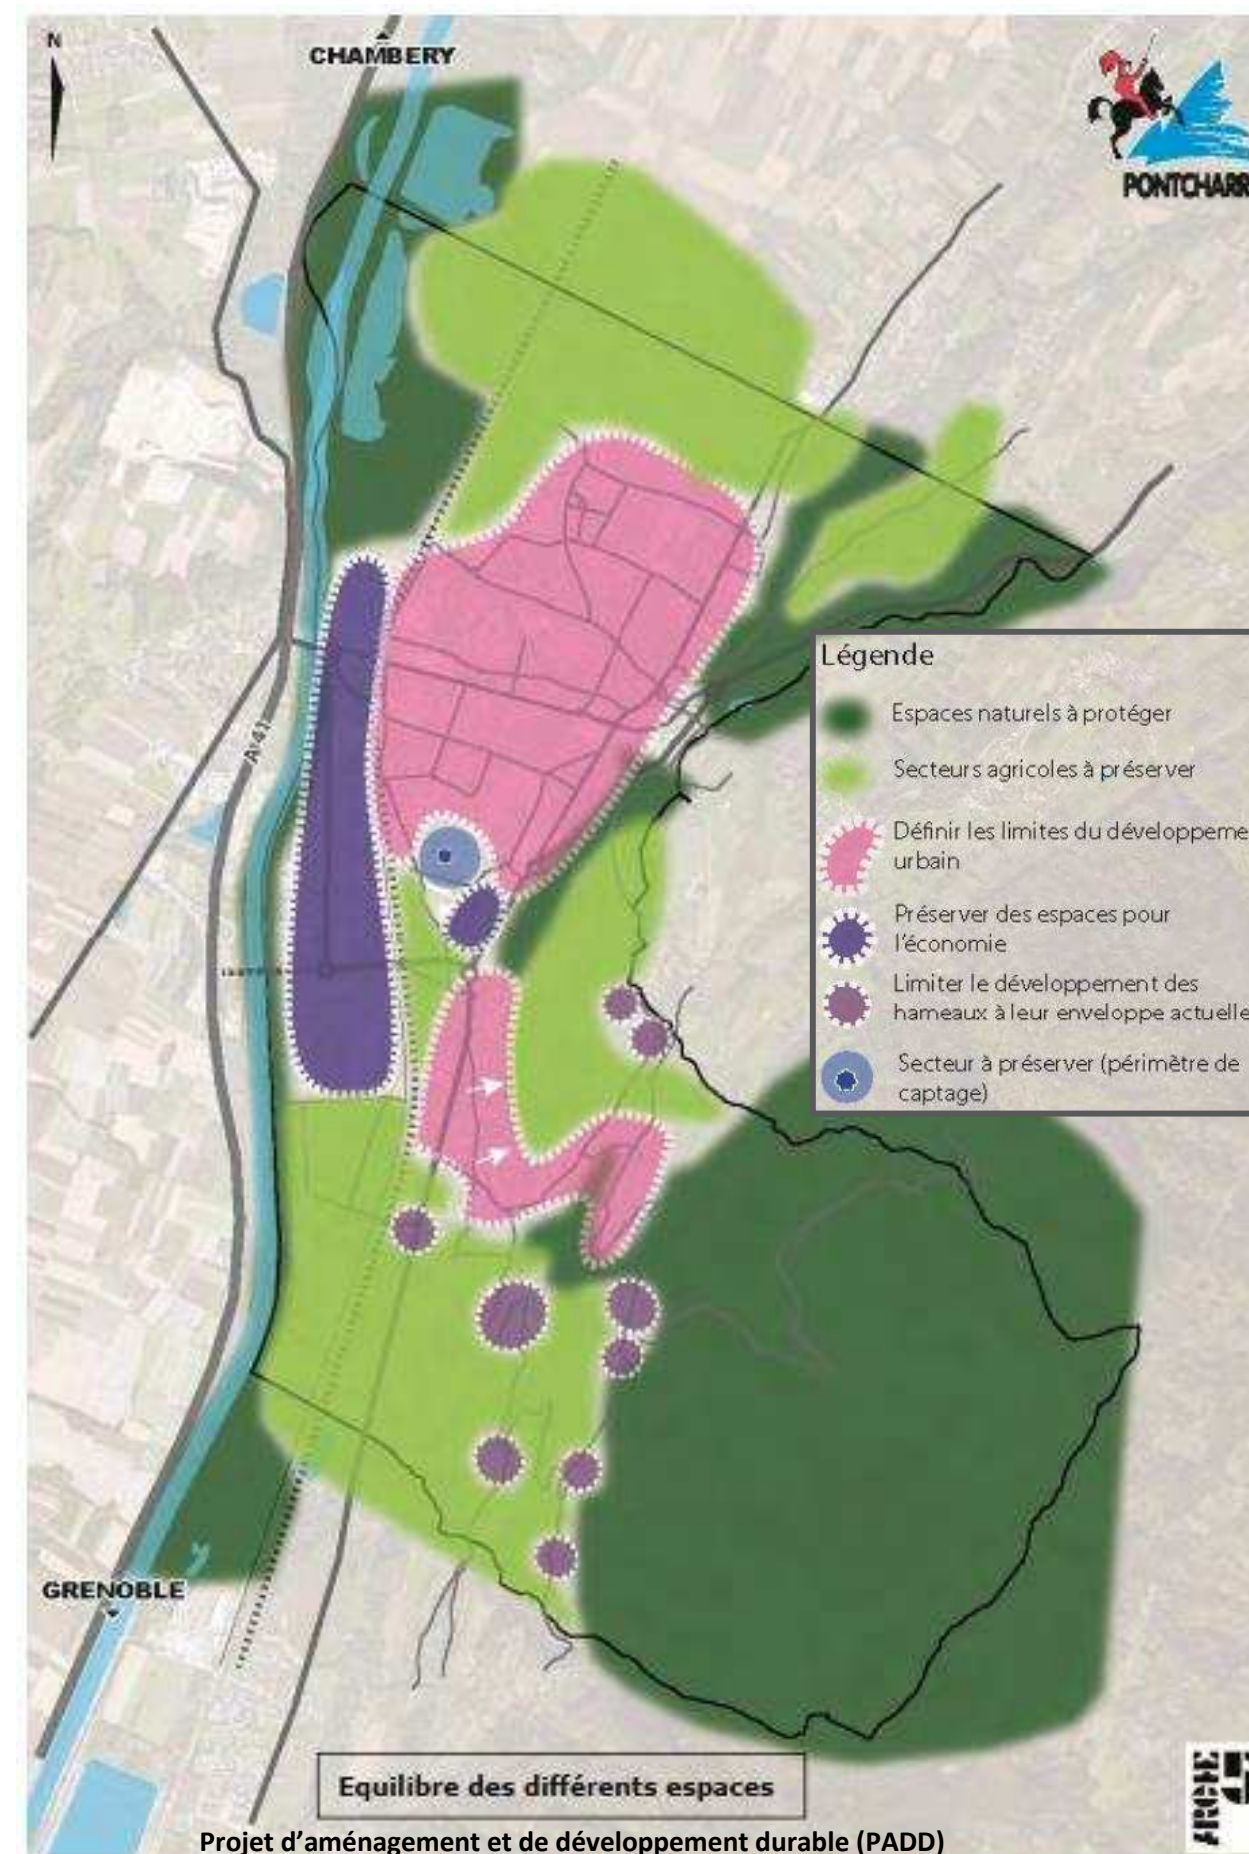 N
CHAMBERY
PONTCHARR
Légende
Espaces naturels à protéger
Secteurs agricoles à préserver
Définir les limites du développeme
urbain
Préserver des espaces pour
l'économie
Limiter le développement des
hameaux à leur enveloppe actuelle
Secteur à préserver (périmètre de
captage)
A 41
GRENOBLE
Equilibre des différents espaces
Projet d'aménagement et de développement durable (PADD)